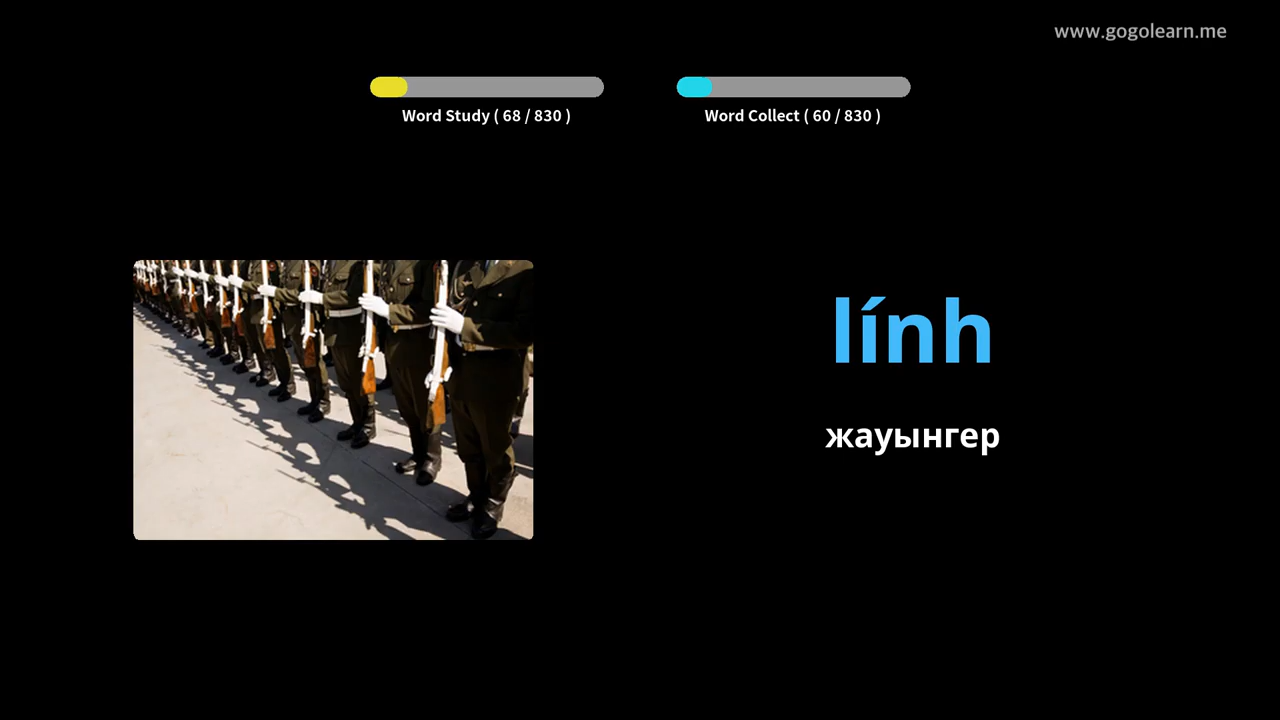 www.gogolearn.me
Word Study ( 68 / 830 )
Word Collect ( 60 / 830 )
lính
жауынгер